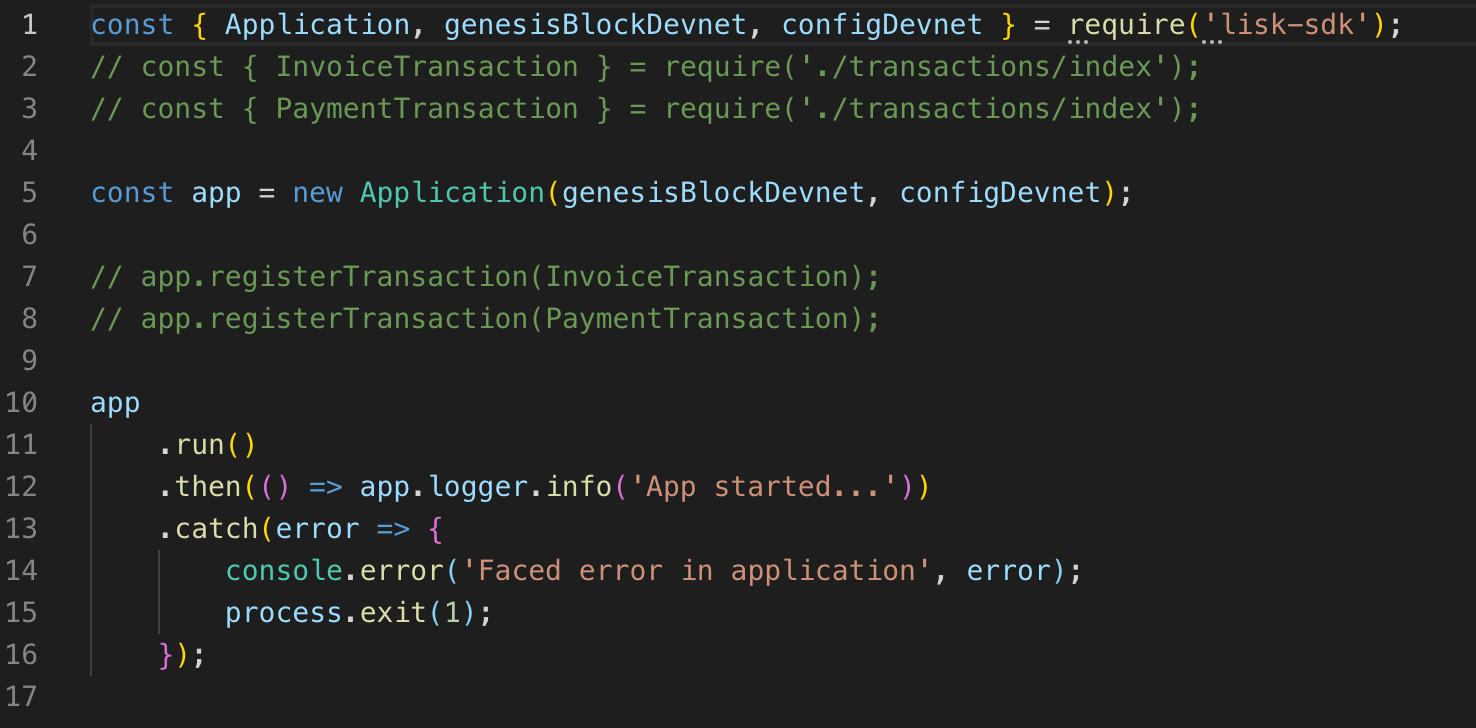 1 const { Application, genesisBlockDevnet, configDevnet } = require('lisk-sdk');
2 // const { InvoiceTransaction } = require('./transactions/index');
3 // const { PaymentTransaction } = require('./transactions/index');
4
5 const app = new Application(genesisBlockDevnet, configDevnet);
6
7 // app.registerTransaction(InvoiceTransaction);
8 // app.registerTransaction(PaymentTransaction);
9
10 app
11     .run()
12     .then(() => app.logger.info('App started...'))
13     .catch(error => {
14         console.error('Faced error in application', error);
15         process.exit(1);
16     });
17